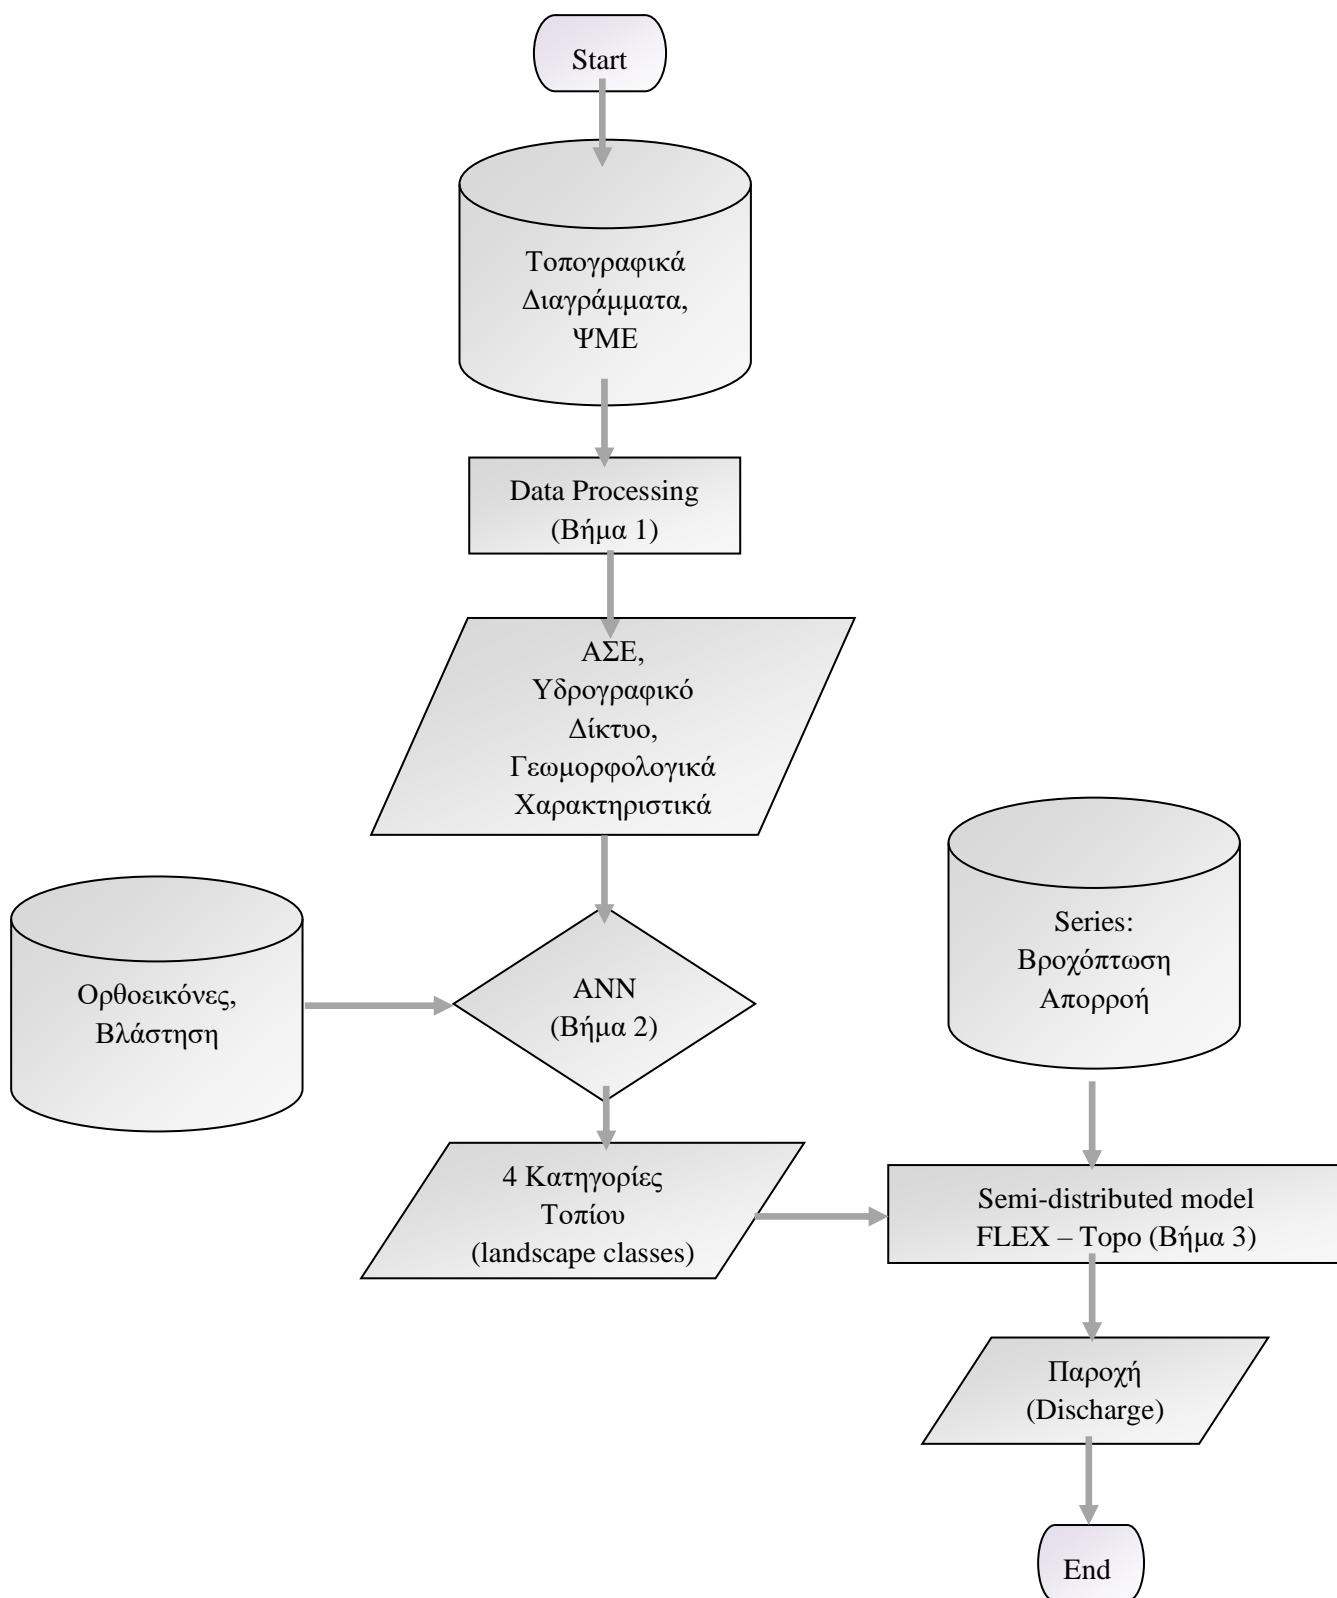 Start
Τοπογραφικά
Διαγράμματα,
ΨΜΕ
Data Processing
(Βήμα 1)
ΑΣΕ,
Υδρογραφικό
Δίκτυο,
Γεωμορφολογικά
Χαρακτηριστικά
Ορθοεικόνες,
Βλάστηση
ANN
(Βήμα 2)
Series:
Βροχόπτωση
Απορροή
4 Κατηγορίες
Τοπίου
(landscape classes)
Semi-distributed model
FLEX – Topo (Βήμα 3)
Παροχή
(Discharge)
End